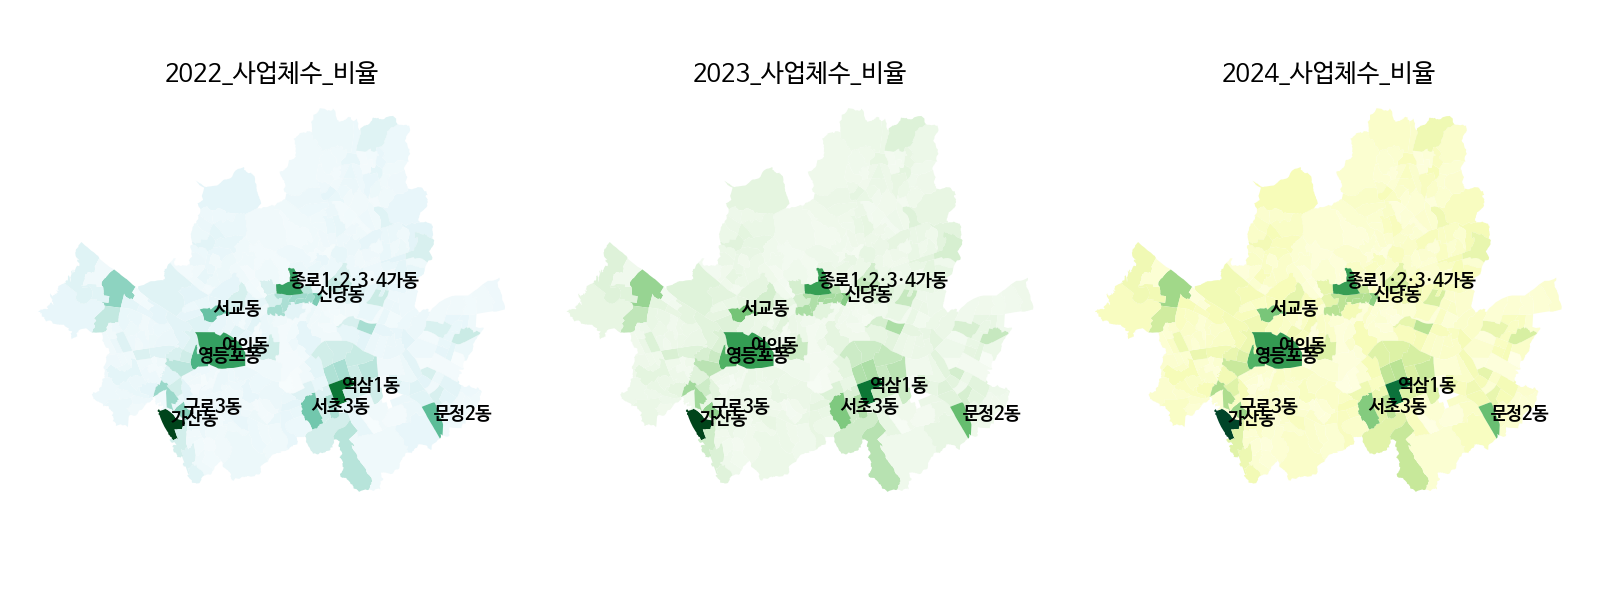 2022_사업체수_비율
종로1·2·3·4가동
신당동
서교동
여의동
영등포동
역삼1동
구로3동
서초3동
가산동
문정2동
2023_사업체수_비율
종로1·2·3·4가동
신당동
서교동
여의동
영등포동
역삼1동
구로3동
서초3동
가산동
문정2동
2024_사업체수_비율
종로1·2·3·4가동
신당동
서교동
여의동
영등포동
역삼1동
구로3동
서초3동
가산동
문정2동